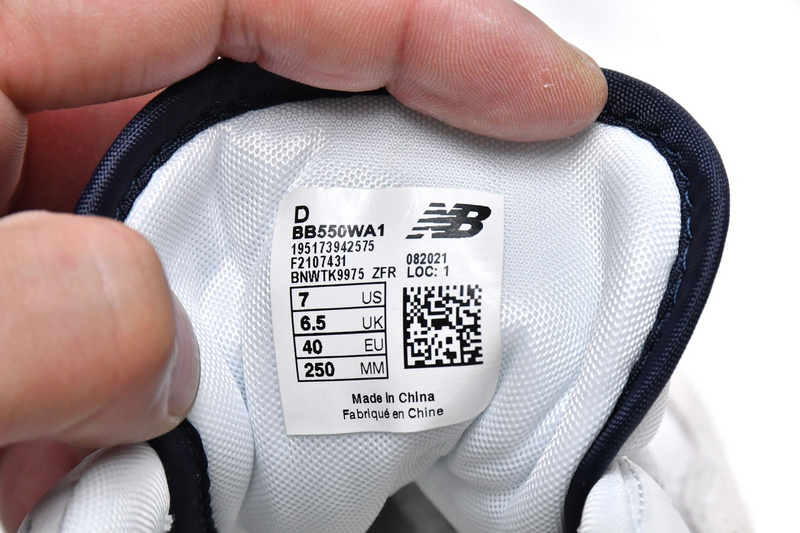 D
BB550WA1
195173942575
F2107431
BNWTK9975 ZFR
NB
082021
LOC: 1
7 US
6.5 UK
40 EU
250 MM
Made in China
Fabriqué en Chine